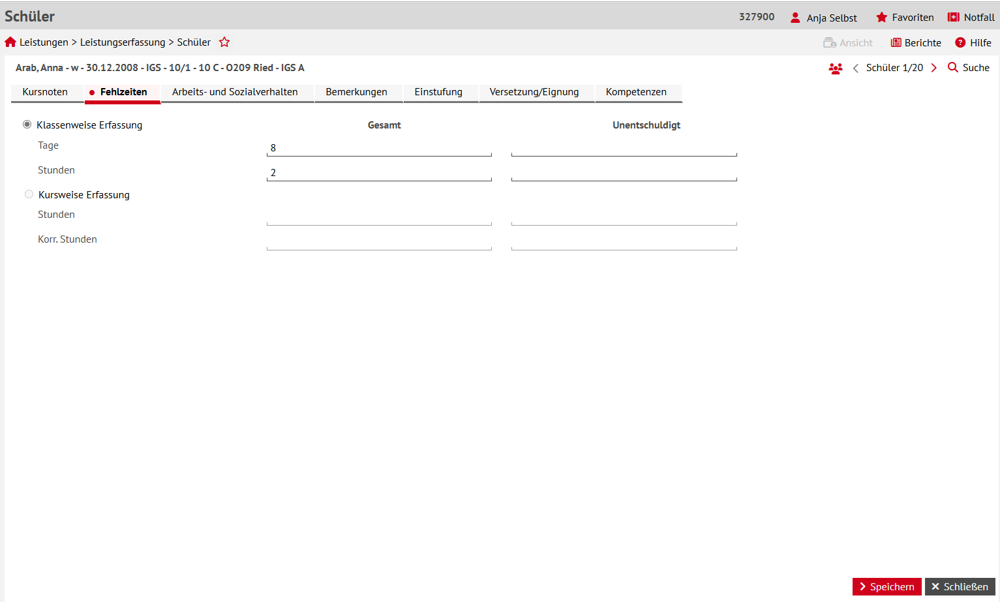 Schüler
327900 Anja Selbst Favoriten Notfall
Leistungen > Leistungserfassung > Schüler
Ansicht Berichte Hilfe
Arab, Anna - w - 30.12.2008 - IGS - 10/1 - 10 C - O209 Ried - IGS A
Schüler 1/20 Suche
Kursnoten Fehlzeiten Arbeits- und Sozialverhalten Bemerkungen Einstufung Versetzung/Eignung Kompetenzen
Klassenweise Erfassung Gesamt Unentschuldigt
Tage 8
Stunden 2
Kursweise Erfassung
Stunden
Korr. Stunden
Speichern Schließen